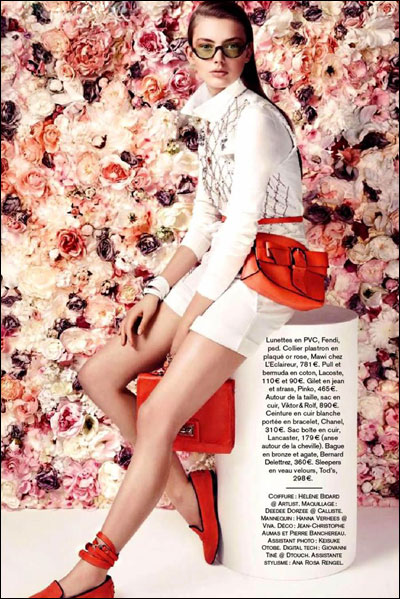 Lunettes en PVC, Fendi,
psd. Collier plastron en
plaqué or rose, Mawi chez
L'Eclaireur, 781 €. Pull et
bermuda en coton, Lacoste,
110 € et 90 €. Gilet en jean
et strass, Pinko, 465 €.
Autour de la taille, sac en
cuir, Viktor & Rolf, 890 €.
Ceinture en cuir blanche
portée en bracelet, Chanel,
310 €. Sac boîte en cuir,
Lancaster, 179 € (anse
autour de la cheville). Bague
en bronze et agate, Bernard
Delettrez, 360 €. Sleepers
en veau velours, Tod's,
298 €.
COIFFURE : HÉLÈNE BIDARD
@ ARTLIST. MAQUILLAGE :
DEEDEE DORZEE @ CALLISTE.
MANNEQUIN : HANNA VERHEES @
VIVA. DÉCO : JEAN-CHRISTOPHE
AUMAS ET PIERRE BANCHEREAU.
ASSISTANT PHOTO : KEISUKE
OTOBE. DIGITAL TECH : GIOVANNI
TINÉ @ DTOUCH. ASSISTANTE
STYLISME : ANA ROSA RENGEL.